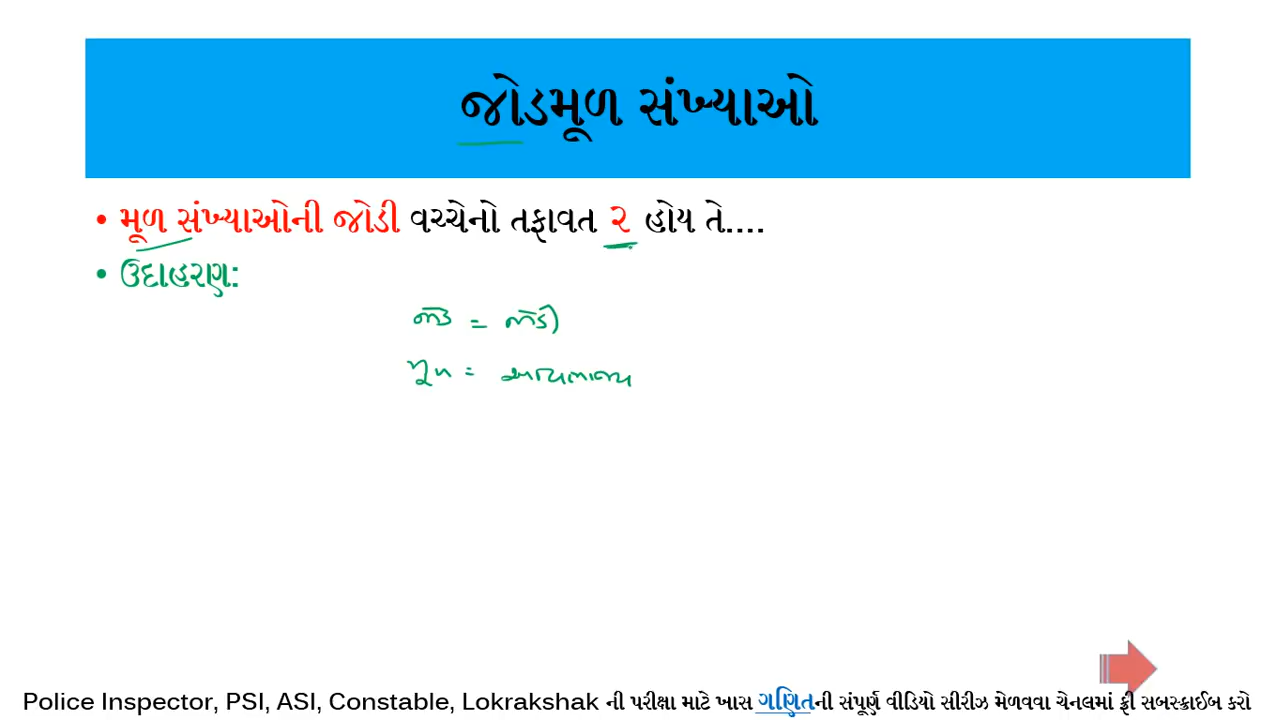 જોડમૂળ સંખ્યાઓ
• મૂળ સંખ્યાઓની જોડી વચ્ચેનો તફાવત ૨ હોય તે....
• ઉદાહરણ:
જોડ = જોડી
મૂળ = અવિભાજ્ય
Police Inspector, PSI, ASI, Constable, Lokrakshak ની પરીક્ષા માટે ખાસ ગણિતની સંપૂર્ણ વીડિયો સીરીઝ મેળવવા ચેનલમાં ફ્રી સબસ્ક્રાઈબ કરો